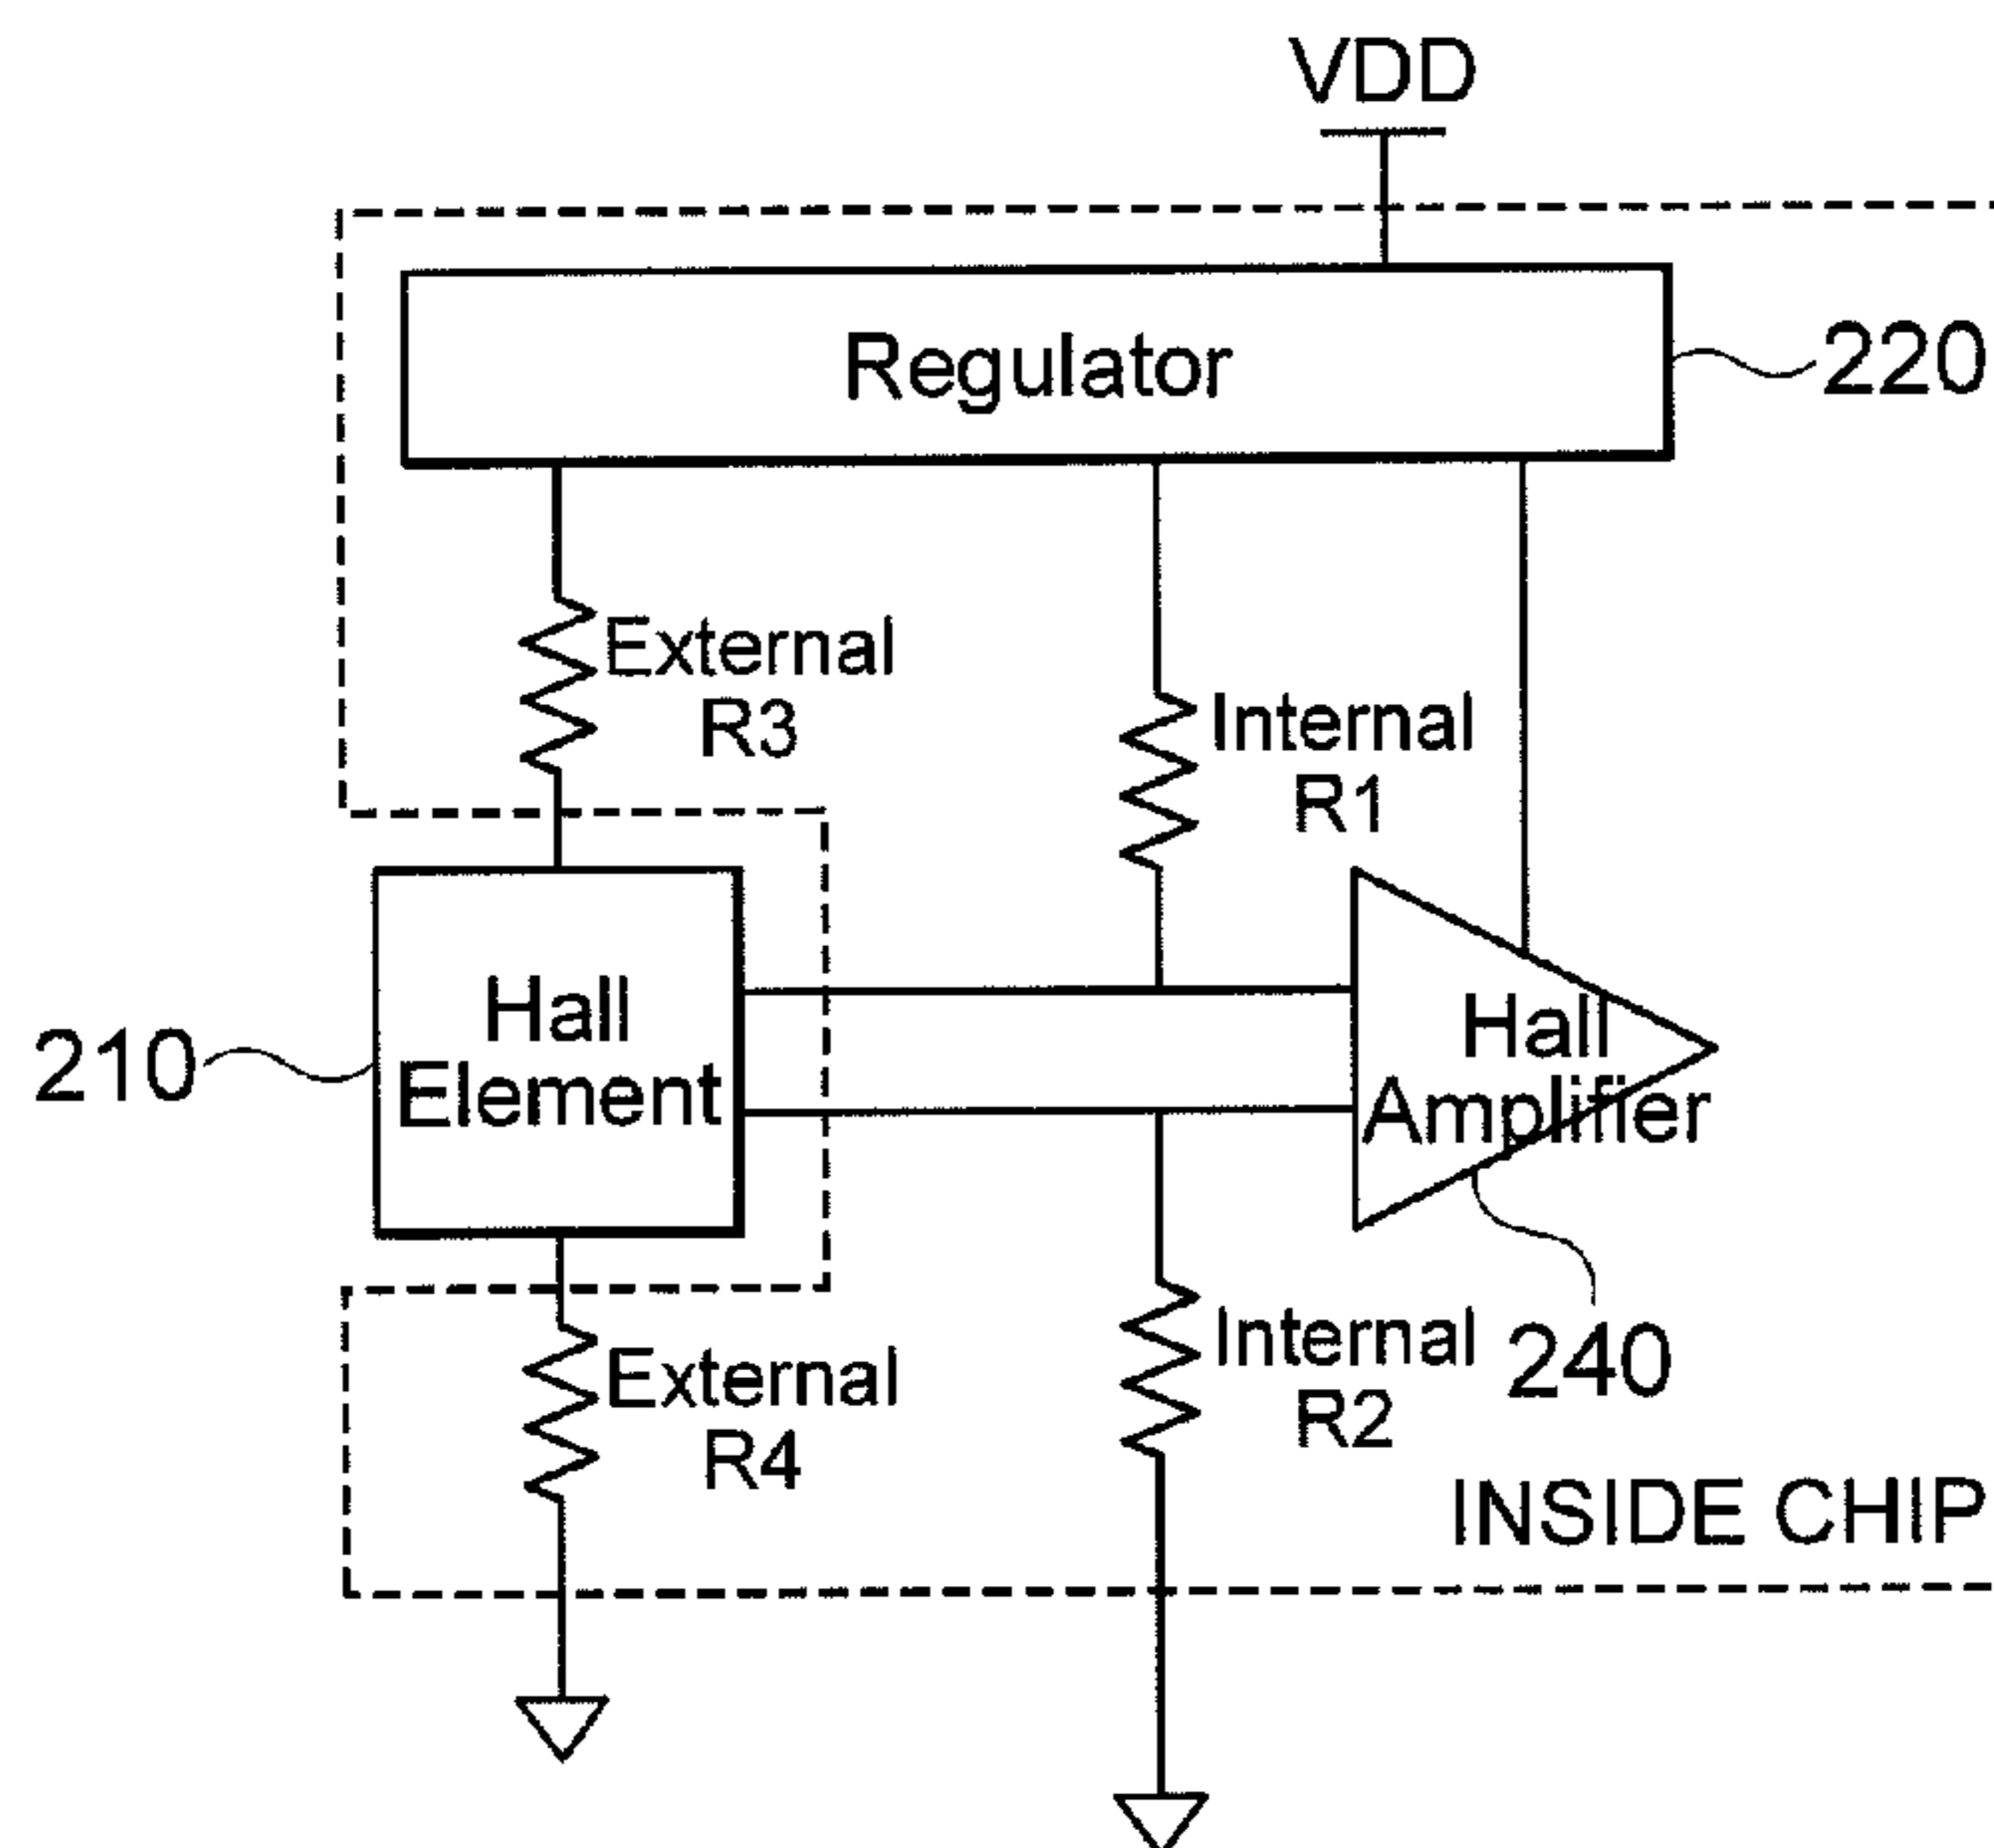 VDD
Regulator
220
External
R3
Internal
R1
Hall
Element
210
Hall
Amplifier
External
R4
Internal
R2
240
INSIDE CHIP